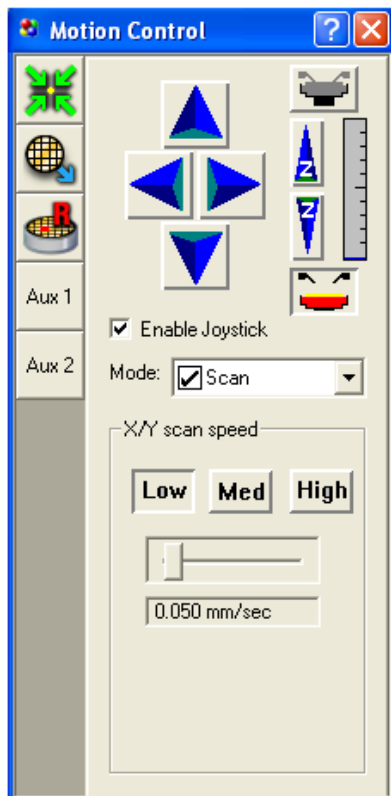 Motion Control
?
R
Z
Z
Aux 1
Enable Joystick
Aux 2
Mode: Scan
X/Y scan speed
Low Med High
0.050 mm/sec